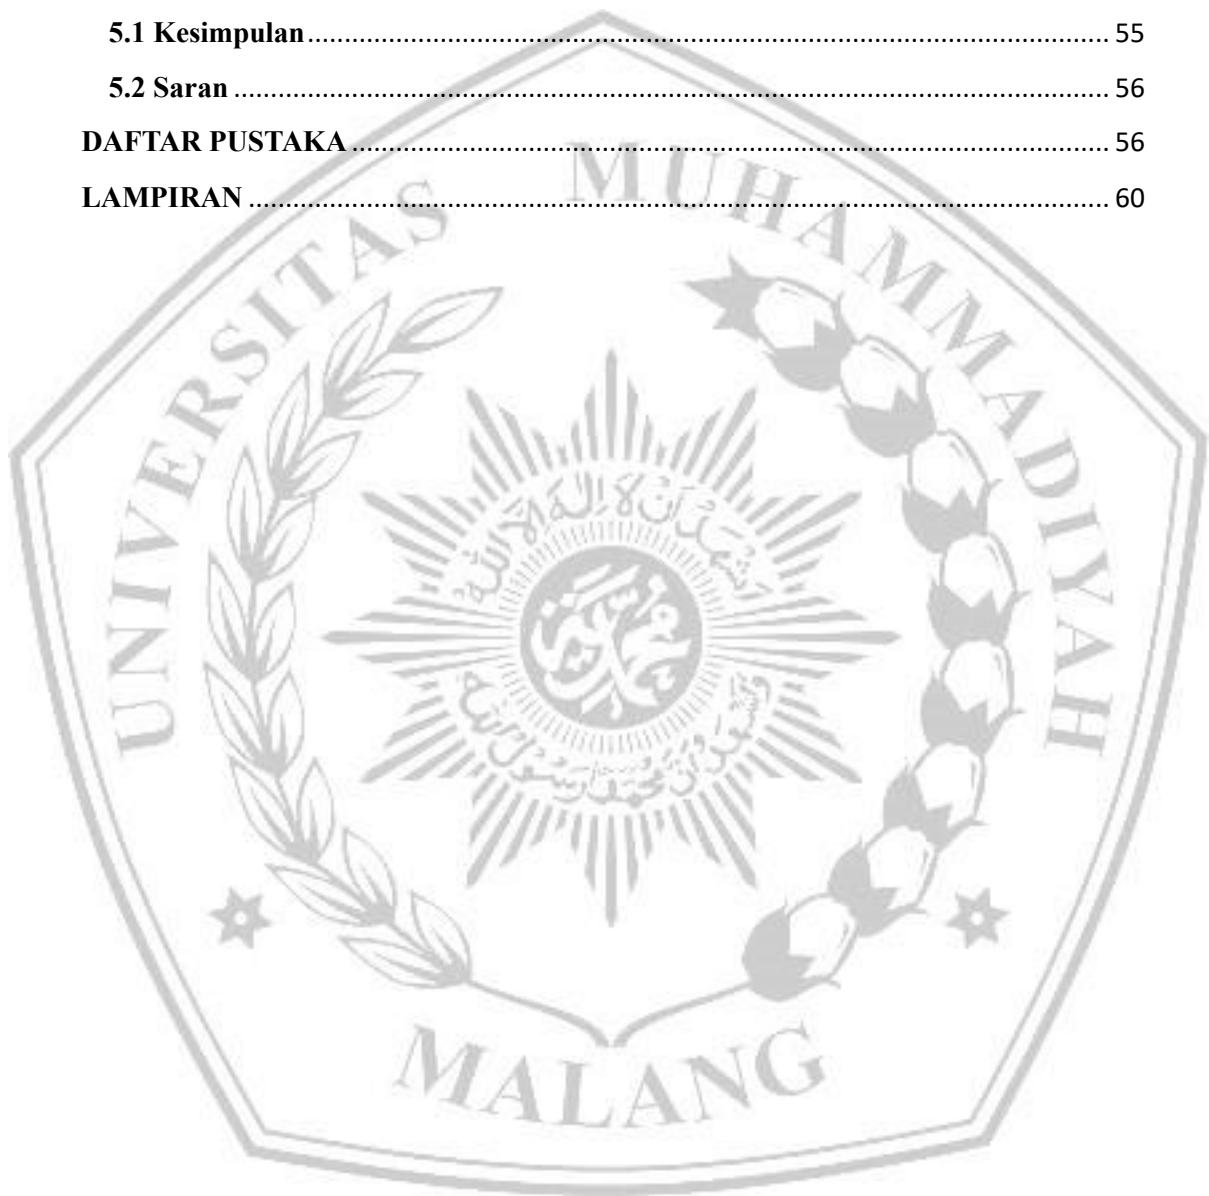 5.1 Kesimpulan ........................................................................................................ 55
5.2 Saran ........................................................................................................ 56
DAFTAR PUSTAKA ........................................................................................................ 56
LAMPIRAN ........................................................................................................ 60
UNIVERSITAS MUHAMMADIYAH
MALANG